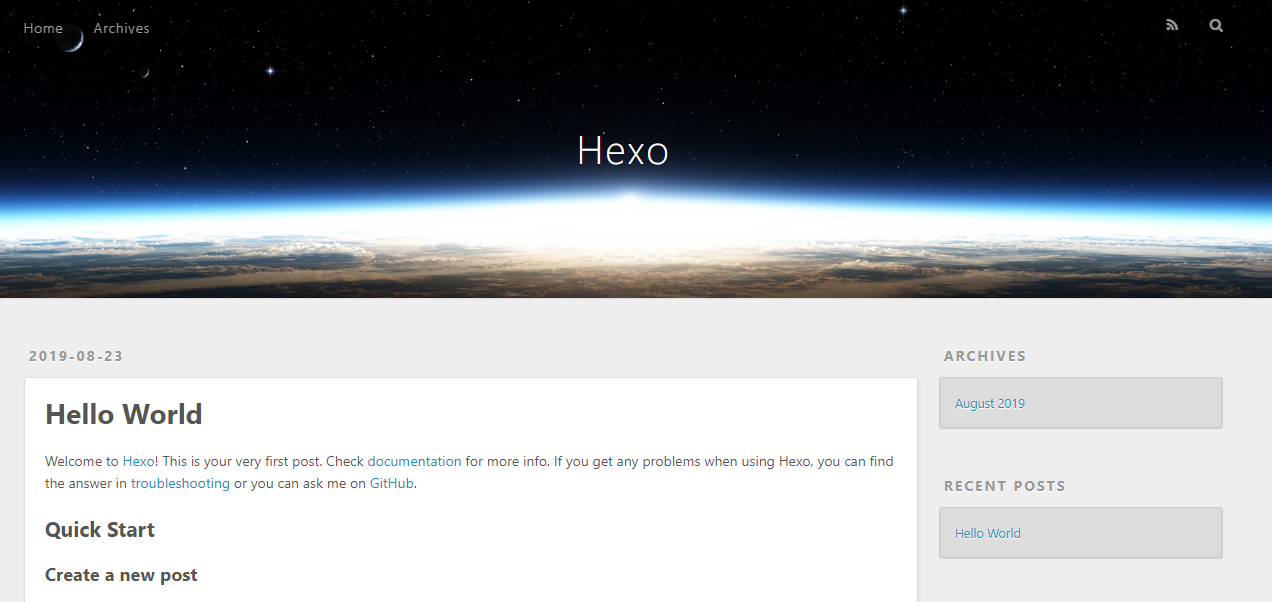 Home Archives
Hexo
2019-08-23
Hello World
Welcome to Hexo! This is your very first post. Check documentation for more info. If you get any problems when using Hexo, you can find
the answer in troubleshooting or you can ask me on GitHub.
Quick Start
Create a new post
ARCHIVES
August 2019
RECENT POSTS
Hello World